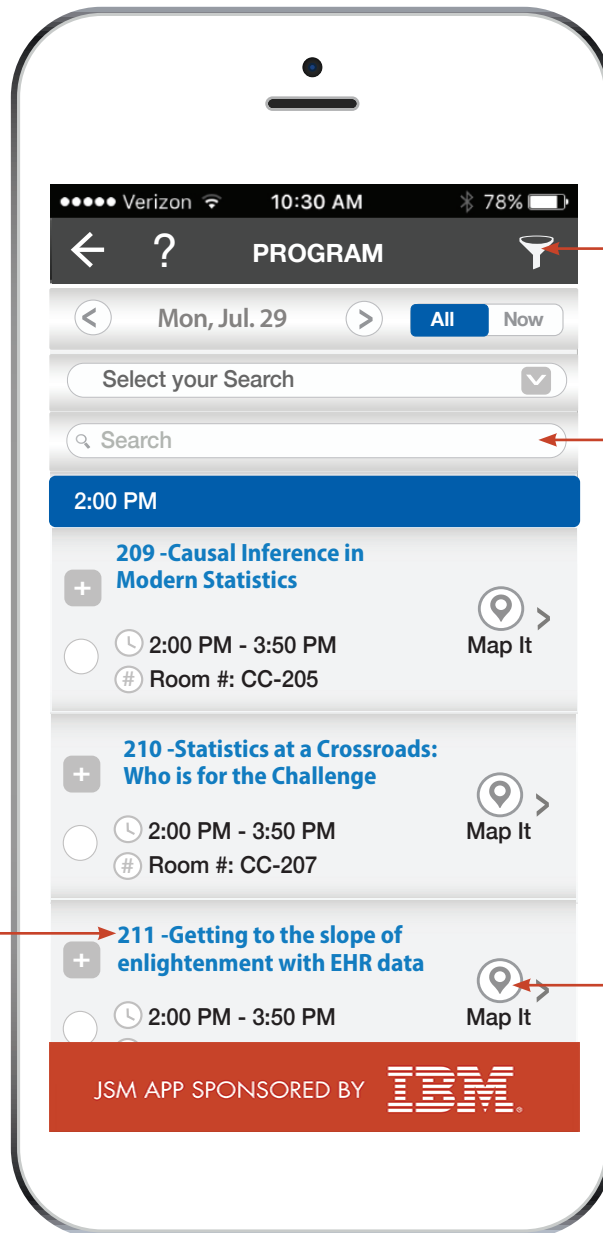 Verizon 10:30 AM 78%
? PROGRAM
< Mon, Jul. 29 > All Now
Select your Search
Search
2:00 PM
209 -Causal Inference in
Modern Statistics
2:00 PM - 3:50 PM
# Room #: CC-205
Map It
210 -Statistics at a Crossroads:
Who is for the Challenge
2:00 PM - 3:50 PM
# Room #: CC-207
Map It
211 -Getting to the slope of
enlightenment with EHR data
2:00 PM - 3:50 PM
Map It
JSM APP SPONSORED BY IBM®